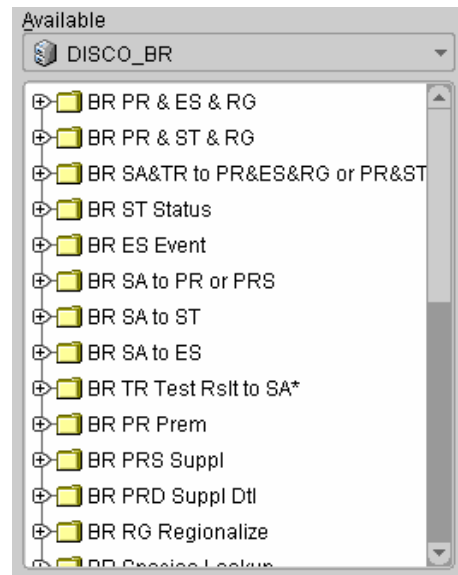 Available
DISCO_BR
BR PR & ES & RG
BR PR & ST & RG
BR SA&TR to PR&ES&RG or PR&ST
BR ST Status
BR ES Event
BR SA to PR or PRS
BR SA to ST
BR SA to ES
BR TR Test Rslt to SA*
BR PR Prem
BR PRS Suppl
BR PRD Suppl Dtl
BR RG Regionalize
BR Species Lookup